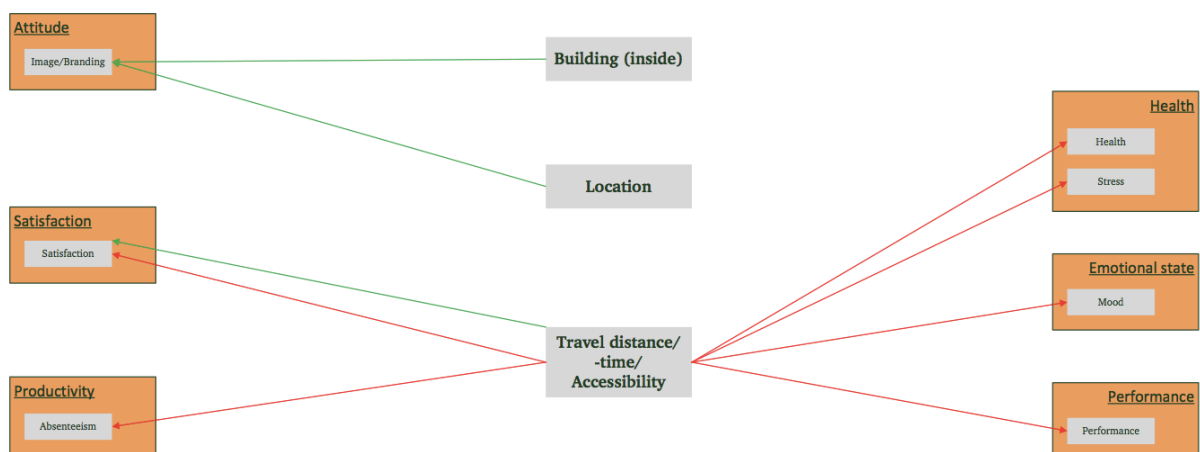 Attitude
Image/Branding
Building (inside)
Health
Health
Stress
Location
Satisfaction
Satisfaction
Emotional state
Mood
Travel distance/
-time/
Accessibility
Productivity
Absenteeism
Performance
Performance